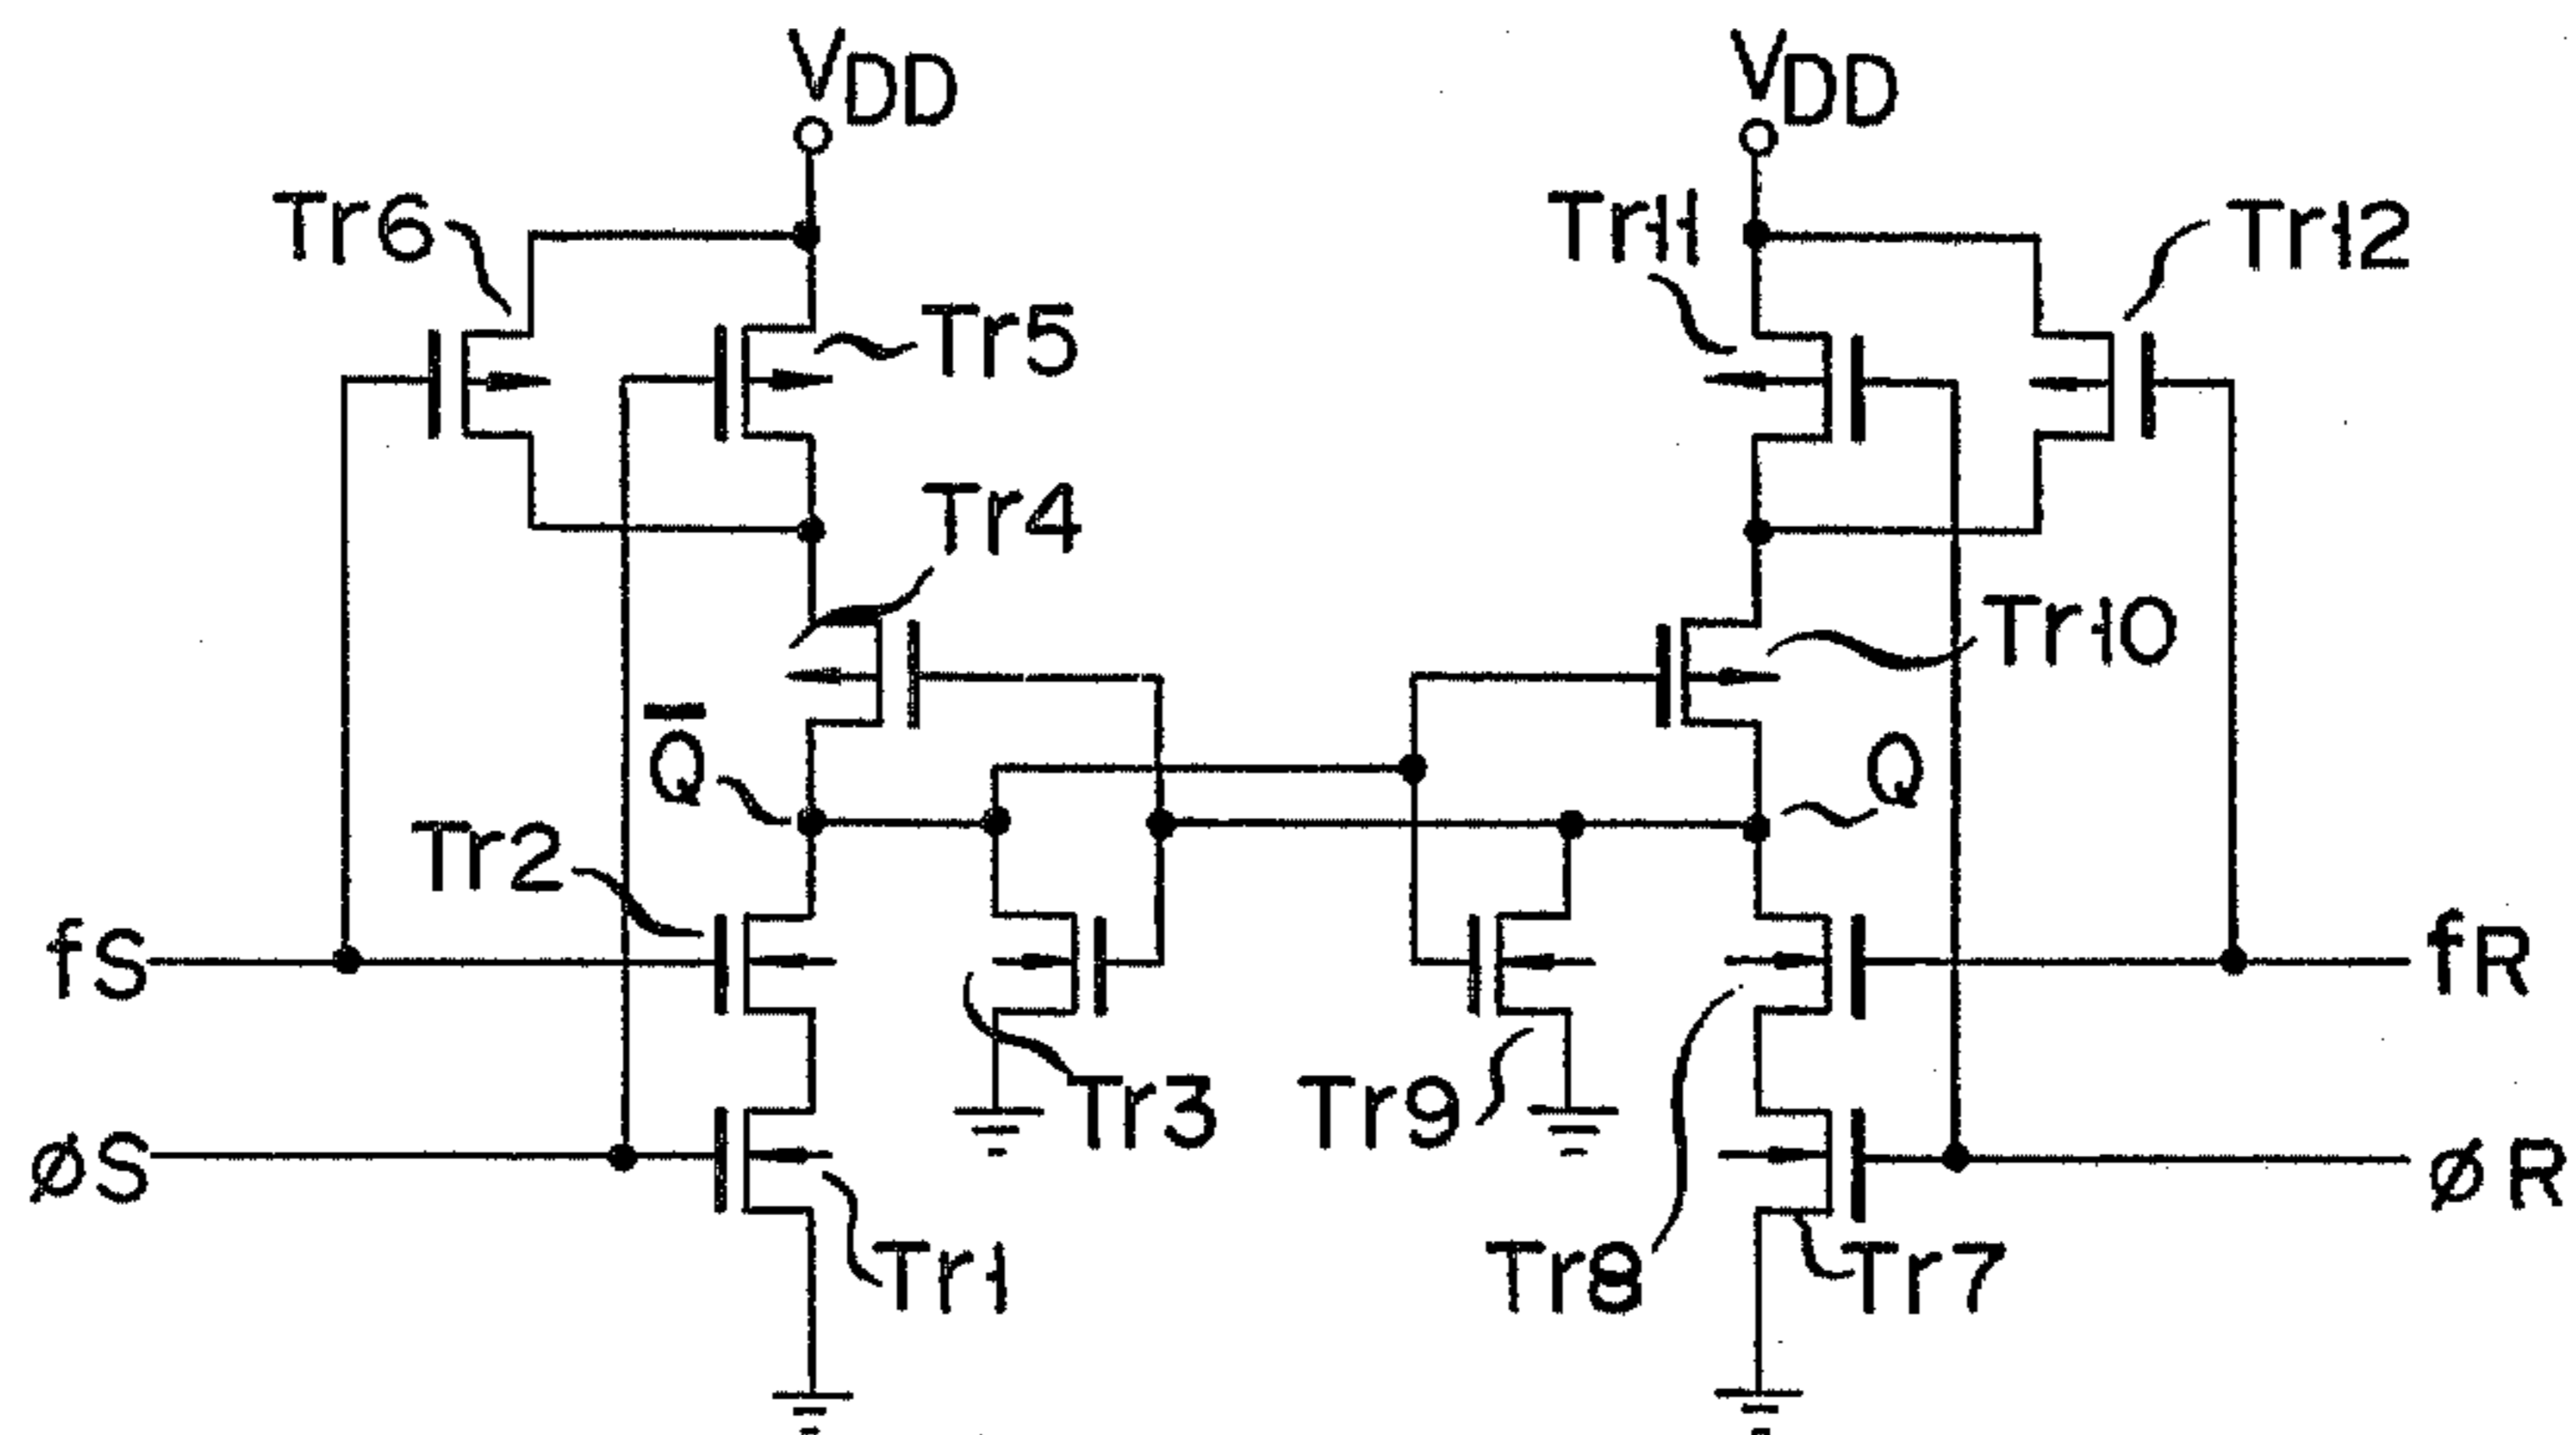 VDD
VDD
Tr6
Tr11
Tr12
Tr5
Tr4
Tr10
Q̅
Q
Tr2
fS
fR
Tr3
Tr9
øS
øR
Tr1
Tr8
Tr7